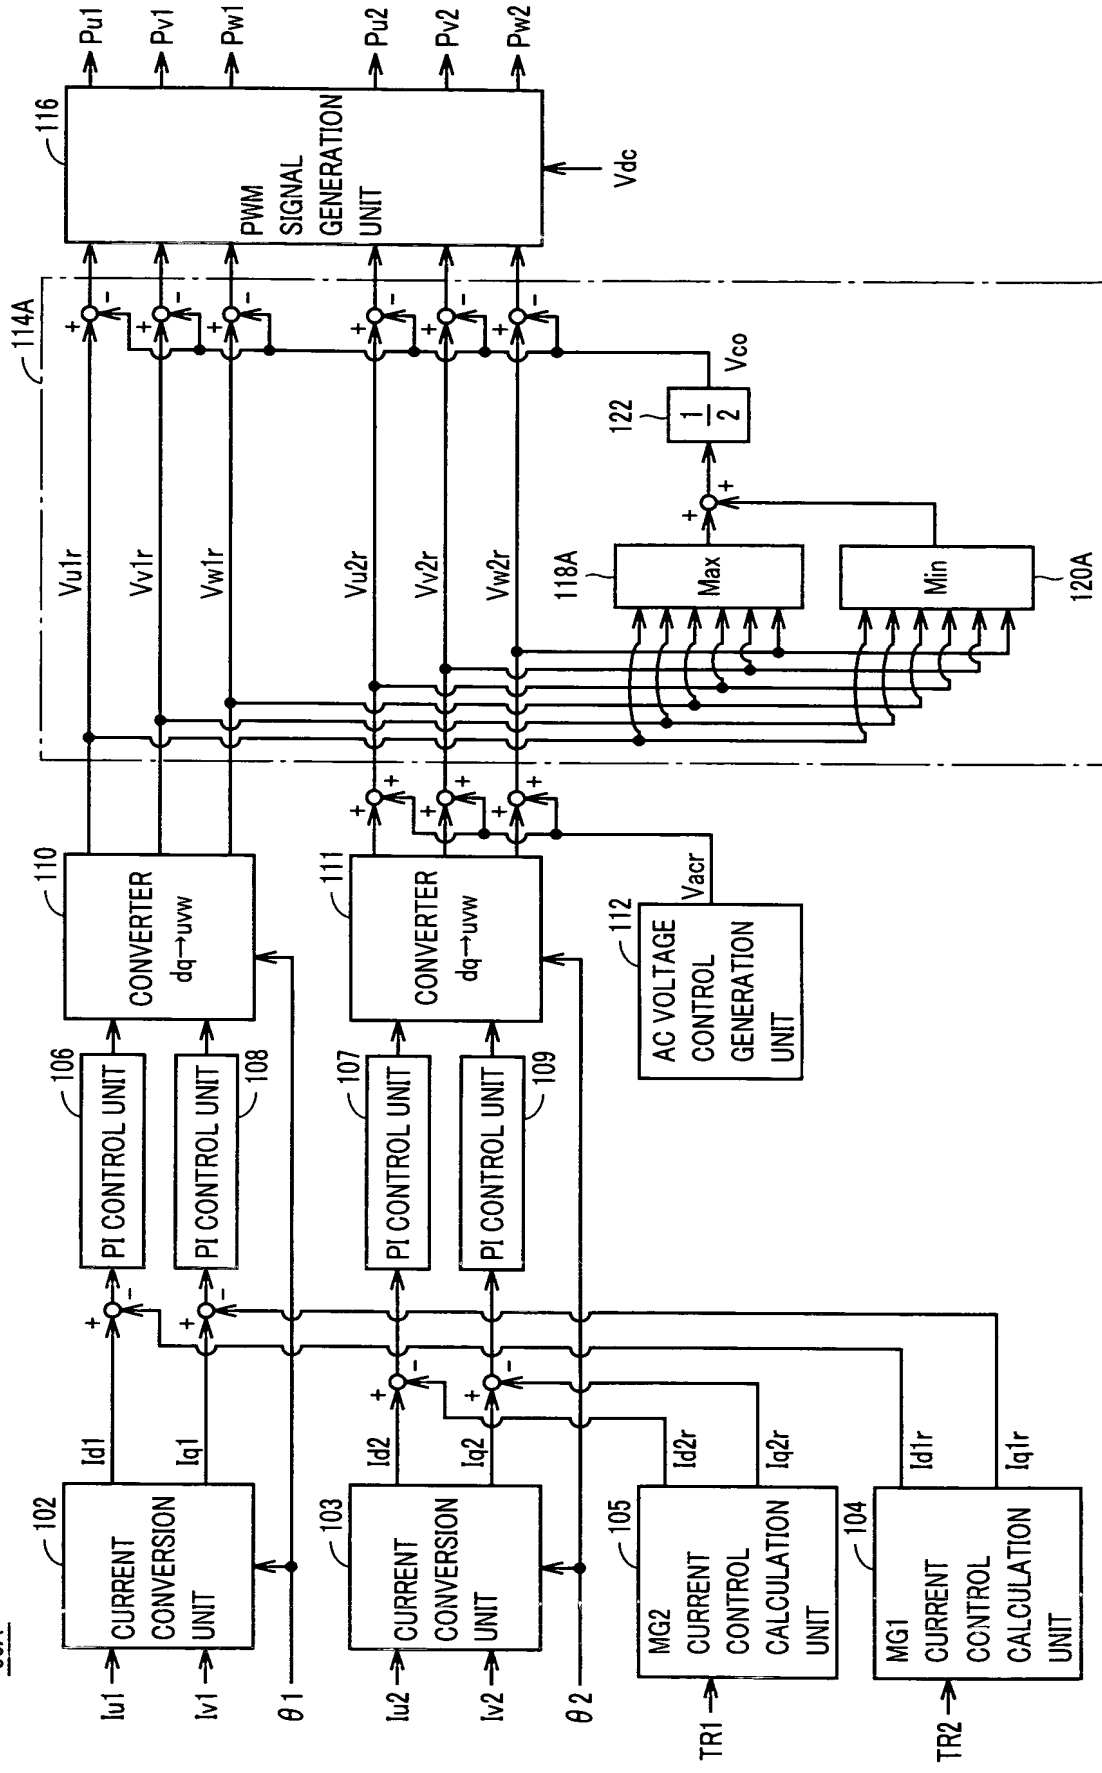 Iu1
Iv1
θ1
Iu2
Iv2
θ2
TR1
TR2
102
CURRENT
CONVERSION
UNIT
103
CURRENT
CONVERSION
UNIT
105
MG2
CURRENT
CONTROL
CALCULATION
UNIT
104
MG1
CURRENT
CONTROL
CALCULATION
UNIT
Id1
Iq1
Id2
Iq2
Id2r
Iq2r
Id1r
Iq1r
+
-
+
-
+
-
+
-
106
PI CONTROL UNIT
PI CONTROL UNIT
108
107
PI CONTROL UNIT
PI CONTROL UNIT
109
110
CONVERTER
dq→uvw
111
CONVERTER
dq→uvw
112
AC VOLTAGE
CONTROL
GENERATION
UNIT
Vacr
+
+
+
+
+
+
114A
Vu1r
Vv1r
Vw1r
Vu2r
Vv2r
Vw2r
118A
Max
Min
120A
+
+
122
1
2
Vco
+
-
+
-
+
-
+
-
+
-
+
-
116
PWM
SIGNAL
GENERATION
UNIT
Vdc
Pu1
Pv1
Pw1
Pu2
Pv2
Pw2